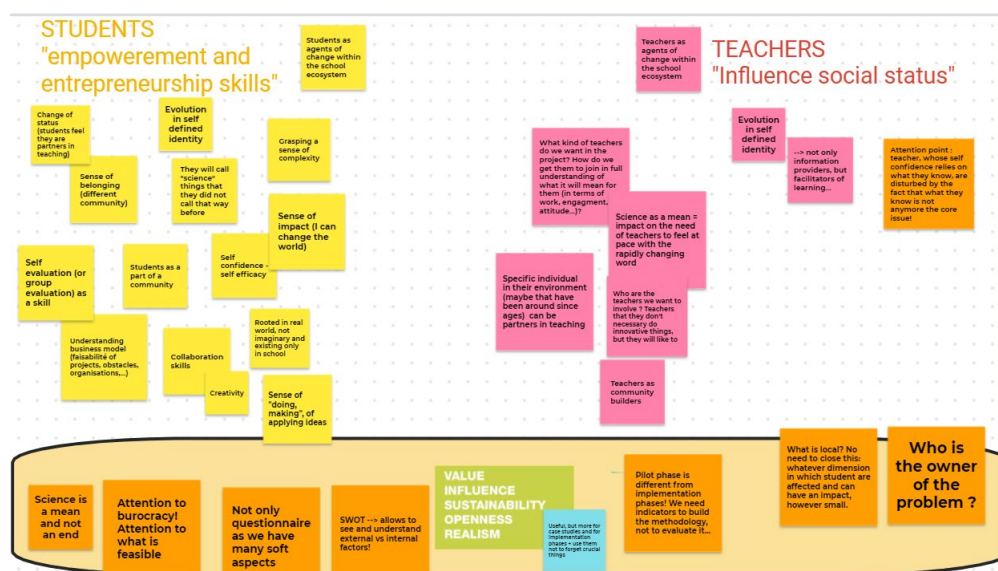 STUDENTS
"empowerement and
entrepreneurship skills"
Students as
agents of
change within
the school
ecosystem
Change of
status
(students feel
they are
partners in
teaching)
Evolution
in self
defined
identity
Grasping a
sense of
complexity
Sense of
belonging
(different
community)
They will call
"science"
things that
they did not
call that way
before
Sense of
impact (I can
change the
world)
Self
evaluation (or
group
evaluation) as
a skill
Students as a
part of a
community
Self
confidence -
self efficacy
Understanding
business model
(faisabilité of
projects, obstacles,
organisations,...)
Collaboration
skills
Rooted in real
world, not
imaginary and
existing only
in school
Creativity
Sense of
"doing,
making", of
applying ideas
Teachers as
agents of
change within
the school
ecosystem
TEACHERS
"Influence social status"
What kind of teachers
do we want in the
project? How do we
get them to join in full
understanding of
what it will mean for
them (in terms of
work, engagment,
attitude...)?
Evolution
in self
defined
identity
--> not only
information
providers, but
facilitators of
learning...
Attention point :
teacher, whose self
confidence relies on
what they know, are
disturbed by the
fact that what they
know is not
anymore the core
issue!
Science as a mean =
impact on the need
of teachers to feel at
pace with the
rapidly changing
word
Specific individual
in their environment
(maybe that have
been around since
ages) can be
partners in teaching
Who are the
teachers we want to
involve ? Teachers
that they don't
necessary do
innovative things,
but they will like to
Teachers as
community
builders
Science is
a mean and not
an end
Attention to
burocracy!
Attention to
what is
feasible
Not only
questionnaire
as we have
many soft
aspects
SWOT --> allows to
see and understand
external vs internal
factors!
VALUE
INFLUENCE
SUSTAINABILITY
OPENNESS
REALISM
Useful, but more for
case studies and for
implementation
phases + use them
not to forget crucial
things
Pilot phase is
different from
implementation
phases! We need
indicators to build
the methodology,
not to evaluate it...
What is local? No
need to close this:
whatever dimension
in which student are
affected and can
have an impact,
however small.
Who is
the owner
of the
problem ?